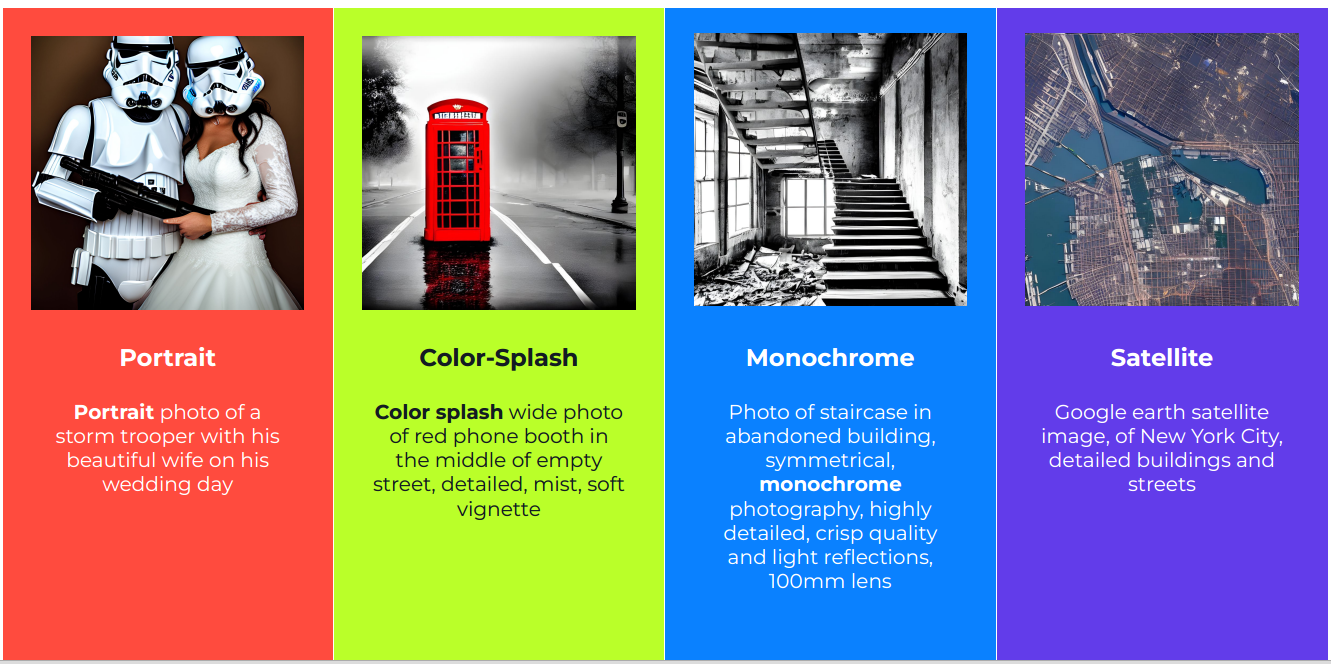 Portrait
Portrait photo of a
storm trooper with his
beautiful wife on his
wedding day
Color-Splash
Color splash wide photo
of red phone booth in
the middle of empty
street, detailed, mist, soft
vignette
Monochrome
Photo of staircase in
abandoned building,
symmetrical,
monochrome
photography, highly
detailed, crisp quality
and light reflections,
100mm lens
Satellite
Google earth satellite
image, of New York City,
detailed buildings and
streets